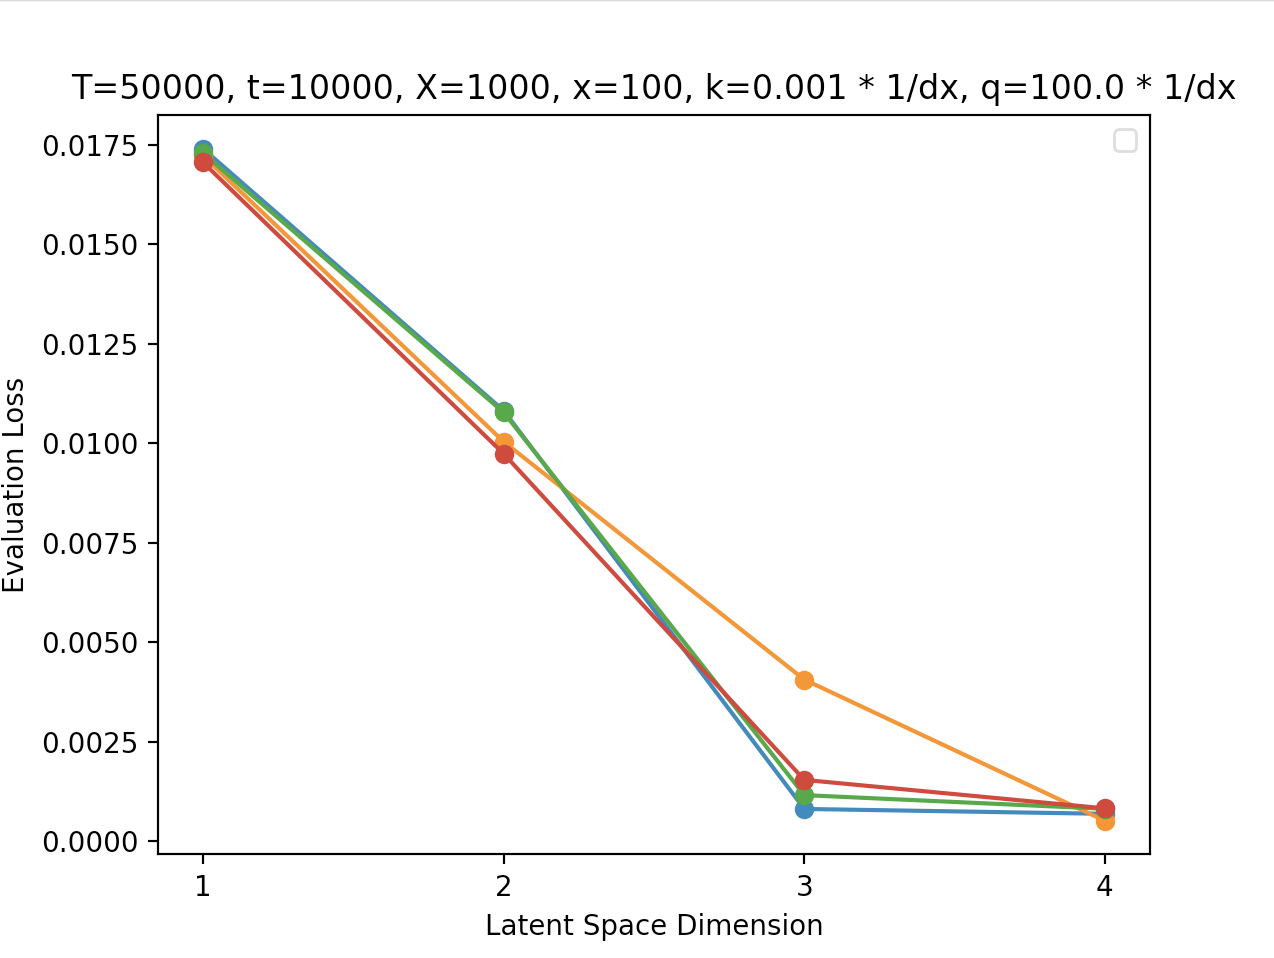 T=50000, t=10000, X=1000, x=100, k=0.001 * 1/dx, q=100.0 * 1/dx
0.0175
0.0150
0.0125
0.0100
0.0075
0.0050
0.0025
0.0000
Evaluation Loss
1 2 3 4
Latent Space Dimension